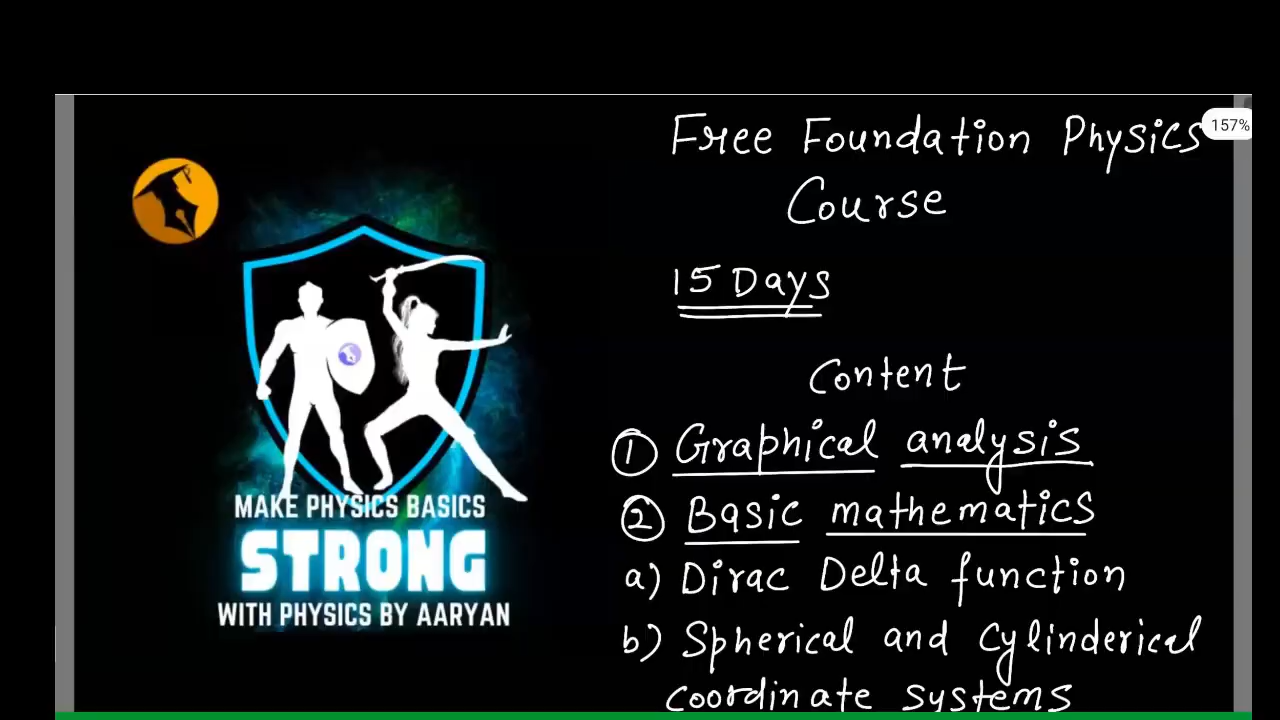 157%
Free Foundation Physics
Course
15 Days
Content
① Graphical analysis
② Basic mathematics
a) Dirac Delta function
b) Spherical and Cylinderical
coordinate systems
MAKE PHYSICS BASICS
STRONG
WITH PHYSICS BY AARYAN